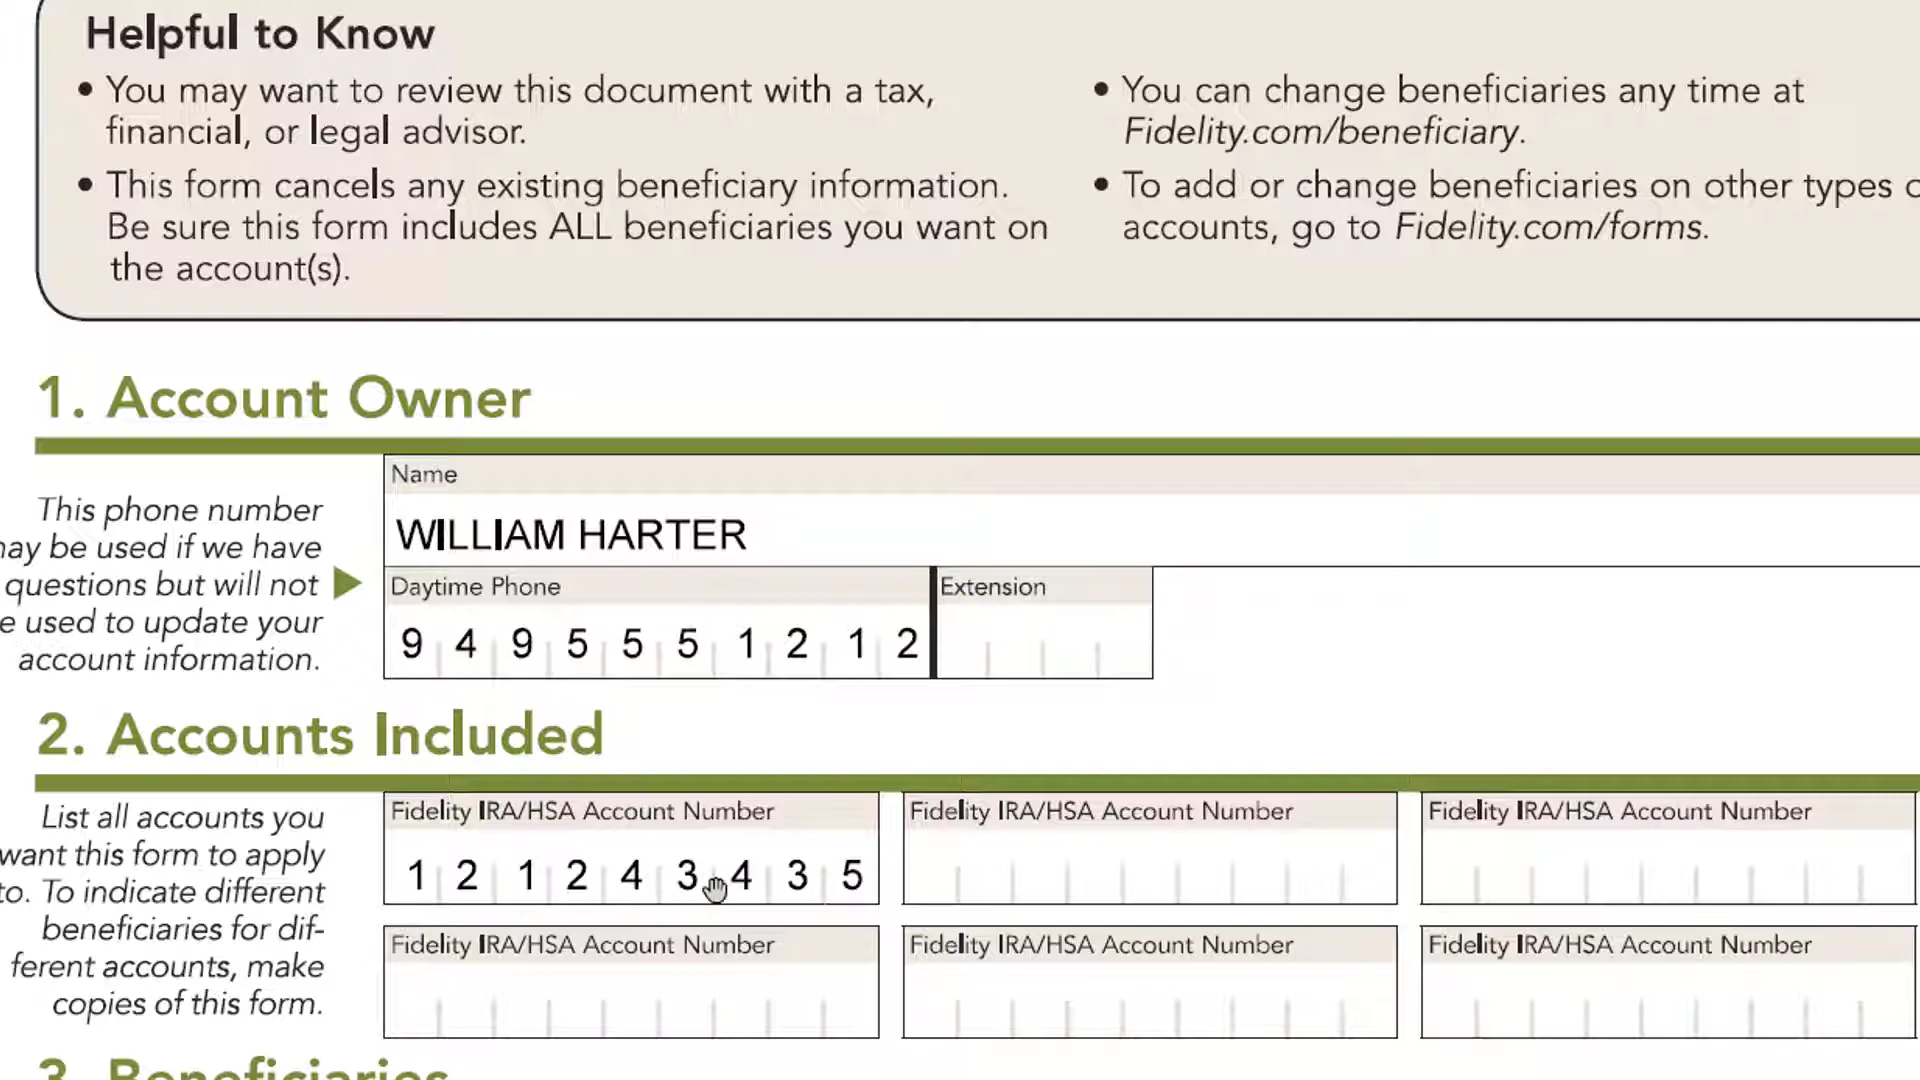 Helpful to Know
• You may want to review this document with a tax,
financial, or legal advisor.
• This form cancels any existing beneficiary information.
Be sure this form includes ALL beneficiaries you want on
the account(s).
• You can change beneficiaries any time at
Fidelity.com/beneficiary.
• To add or change beneficiaries on other types
accounts, go to Fidelity.com/forms.
1. Account Owner
This phone number
may be used if we have
questions but will not
be used to update your
account information.
Name
WILLIAM HARTER
Daytime Phone
9 4 9 5 5 5 1 2 1 2
Extension
2. Accounts Included
List all accounts you
want this form to apply
to. To indicate different
beneficiaries for dif-
ferent accounts, make
copies of this form.
Fidelity IRA/HSA Account Number
1 2 1 2 4 3 4 3 5
Fidelity IRA/HSA Account Number
Fidelity IRA/HSA Account Number
Fidelity IRA/HSA Account Number
Fidelity IRA/HSA Account Number
Fidelity IRA/HSA Account Number
3. Beneficiaries